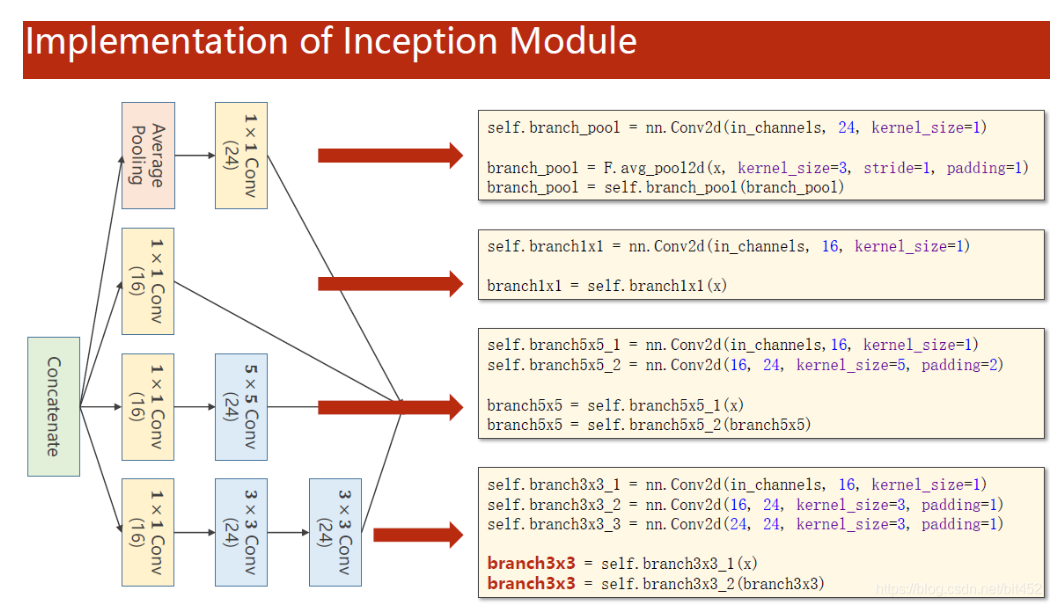 Implementation of Inception Module
Average
Pooling
1×1 Conv
(24)
1×1 Conv
(16)
Concatenate
1×1 Conv
(16)
5×5 Conv
(24)
1×1 Conv
(16)
3×3 Conv
(24)
3×3 Conv
(24)
self.branch_pool = nn.Conv2d(in_channels, 24, kernel_size=1)
branch_pool = F.avg_pool2d(x, kernel_size=3, stride=1, padding=1)
branch_pool = self.branch_pool(branch_pool)
self.branch1x1 = nn.Conv2d(in_channels, 16, kernel_size=1)
branch1x1 = self.branch1x1(x)
self.branch5x5_1 = nn.Conv2d(in_channels,16, kernel_size=1)
self.branch5x5_2 = nn.Conv2d(16, 24, kernel_size=5, padding=2)
branch5x5 = self.branch5x5_1(x)
branch5x5 = self.branch5x5_2(branch5x5)
self.branch3x3_1 = nn.Conv2d(in_channels, 16, kernel_size=1)
self.branch3x3_2 = nn.Conv2d(16, 24, kernel_size=3, padding=1)
self.branch3x3_3 = nn.Conv2d(24, 24, kernel_size=3, padding=1)
branch3x3 = self.branch3x3_1(x)
branch3x3 = self.branch3x3_2(branch3x3)
https://blog.csdn.net/bit452